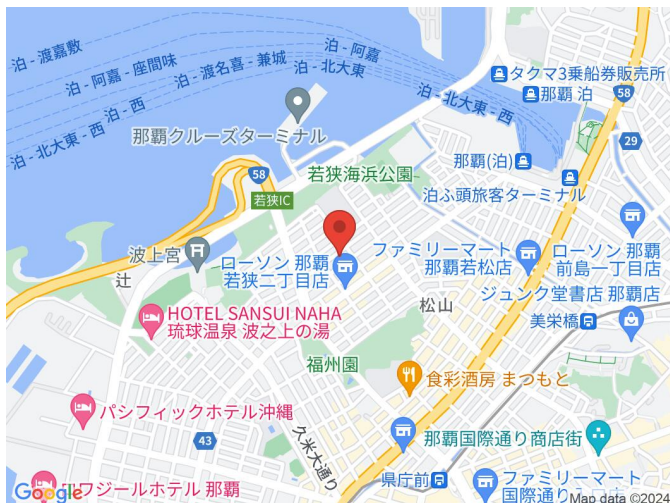 泊 - 渡嘉敷
泊 - 阿嘉 - 座間味
泊 - 渡名喜 - 兼城
泊 - 西
泊 - 北大東 - 西
泊 - 阿嘉
泊 - 北大東
泊 - 北大東 - 西
タクマ3乗船券販売所
那覇 泊
58
29
那覇クルーズターミナル
58
若狭海浜公園
那覇(泊)
泊ふ頭旅客ターミナル
若狭IC
波上宮
辻
ローソン 那覇
若狭二丁目店
ファミリーマート
那覇若松店
ローソン 那覇
前島一丁目店
松山
ジュンク堂書店 那覇店
美栄橋
HOTEL SANSUI NAHA
琉球温泉 波之上の湯
福州園
食彩酒房 まつもと
パシフィックホテル沖縄
43
久米大通り
那覇国際通り商店街
県庁前
ワジールホテル 那覇
ファミリーマート
国際通り
Google
Map data ©2024